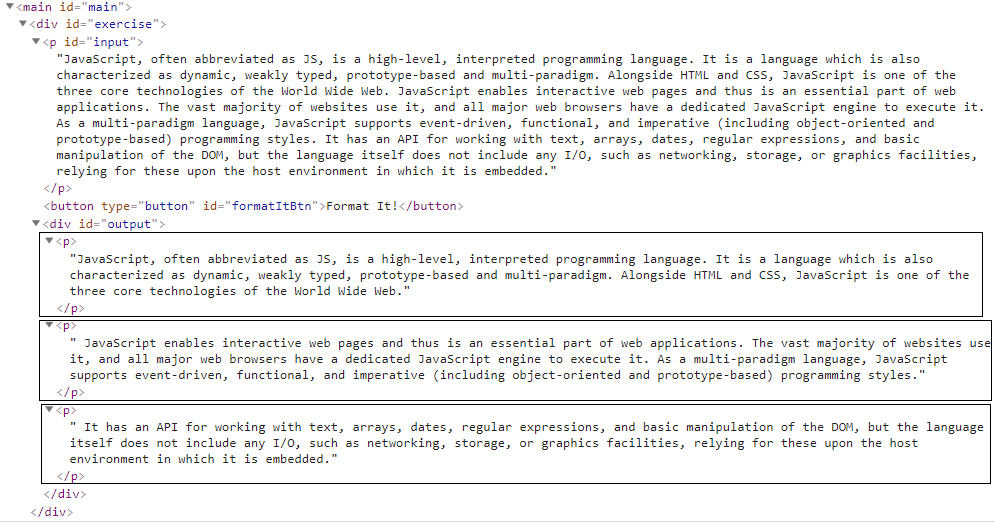 ▼<main id="main">
▼<div id="exercise">
▼<p id="input">
"JavaScript, often abbreviated as JS, is a high-level, interpreted programming language. It is a language which is also
characterized as dynamic, weakly typed, prototype-based and multi-paradigm. Alongside HTML and CSS, JavaScript is one of the
three core technologies of the World Wide Web. JavaScript enables interactive web pages and thus is an essential part of web
applications. The vast majority of websites use it, and all major web browsers have a dedicated JavaScript engine to execute it.
As a multi-paradigm language, JavaScript supports event-driven, functional, and imperative (including object-oriented and
prototype-based) programming styles. It has an API for working with text, arrays, dates, regular expressions, and basic
manipulation of the DOM, but the language itself does not include any I/O, such as networking, storage, or graphics facilities,
relying for these upon the host environment in which it is embedded."
</p>
<button type="button" id="formatItBtn">Format It!</button>
▼<div id="output">
▼<p>
"JavaScript, often abbreviated as JS, is a high-level, interpreted programming language. It is a language which is also
characterized as dynamic, weakly typed, prototype-based and multi-paradigm. Alongside HTML and CSS, JavaScript is one of the
three core technologies of the World Wide Web."
</p>
▼<p>
" JavaScript enables interactive web pages and thus is an essential part of web applications. The vast majority of websites use
it, and all major web browsers have a dedicated JavaScript engine to execute it. As a multi-paradigm language, JavaScript
supports event-driven, functional, and imperative (including object-oriented and prototype-based) programming styles."
</p>
▼<p>
" It has an API for working with text, arrays, dates, regular expressions, and basic manipulation of the DOM, but the language
itself does not include any I/O, such as networking, storage, or graphics facilities, relying for these upon the host
environment in which it is embedded."
</p>
</div>
</div>